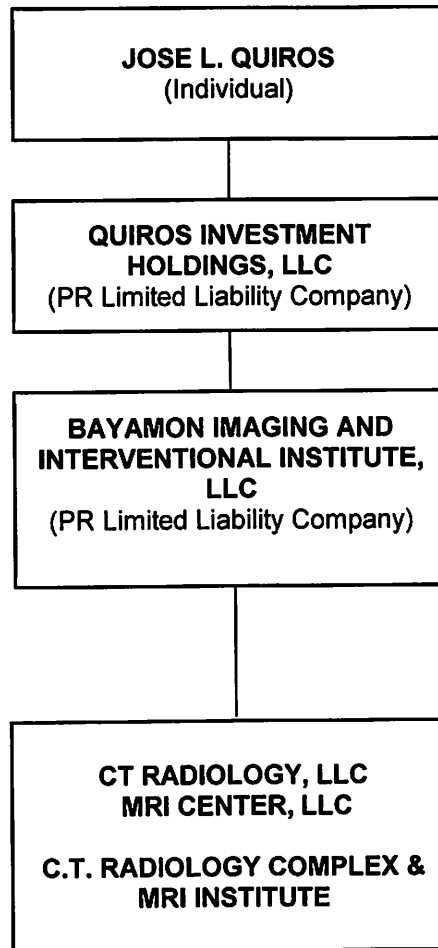 JOSE L. QUIROS
(Individual)
QUIROS INVESTMENT
HOLDINGS, LLC
(PR Limited Liability Company)
BAYAMON IMAGING AND
INTERVENTIONAL INSTITUTE,
LLC
(PR Limited Liability Company)
CT RADIOLOGY, LLC
MRI CENTER, LLC
C.T. RADIOLOGY COMPLEX &
MRI INSTITUTE